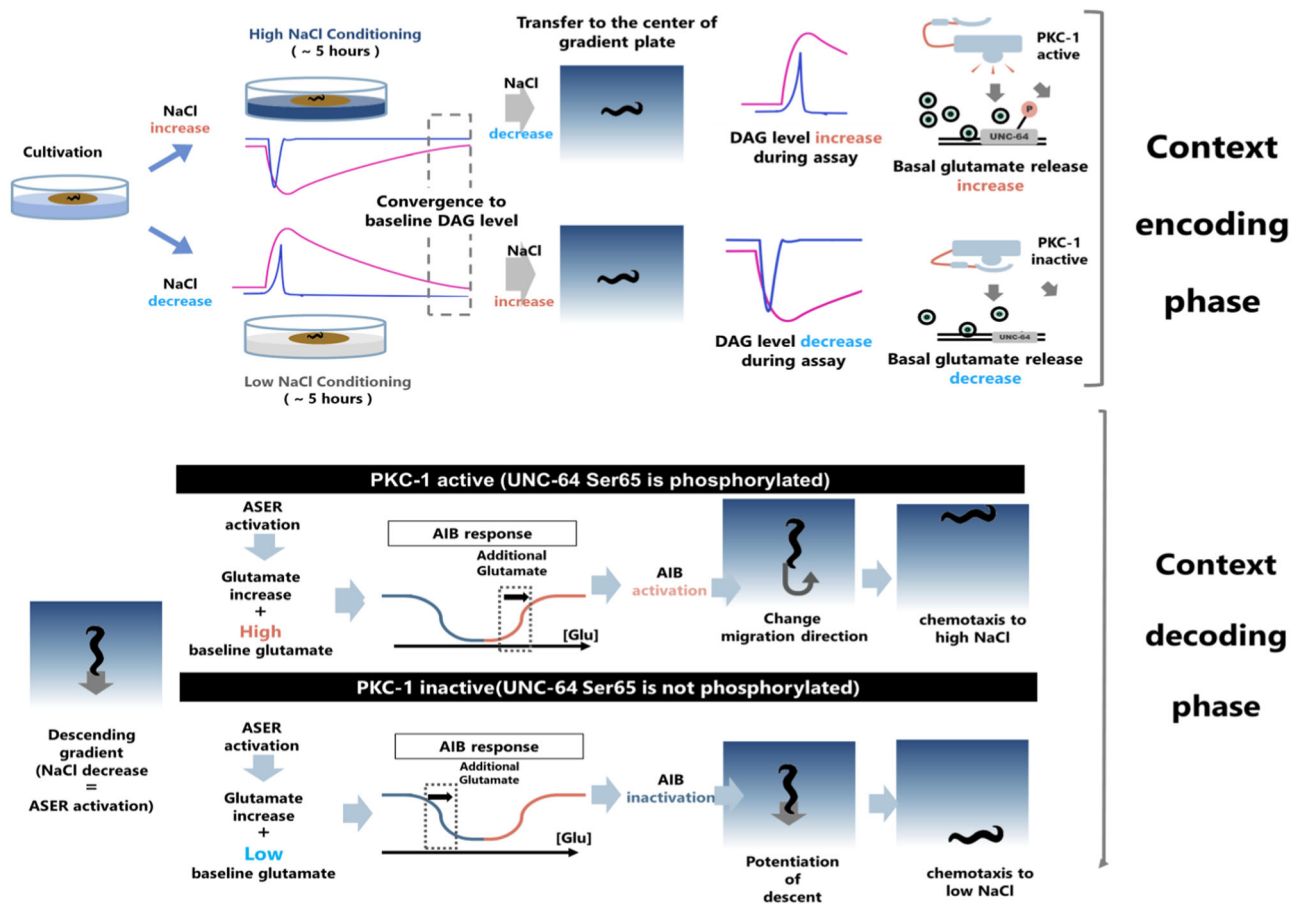 High NaCl Conditioning
( ~ 5 hours )
Transfer to the center of
gradient plate
PKC-1
active
NaCl
increase
NaCl
decrease
P
UNC-64
Cultivation
DAG level increase
during assay
Basal glutamate release
increase
Convergence to
baseline DAG level
NaCl
decrease
NaCl
increase
PKC-1
inactive
UNC-64
DAG level decrease
during assay
Basal glutamate release
decrease
Low NaCl Conditioning
( ~ 5 hours )
Context
encoding
phase
PKC-1 active (UNC-64 Ser65 is phosphorylated)
ASER
activation
Glutamate
increase
+
High
baseline glutamate
AIB response
Additional
Glutamate
[Glu]
AIB
activation
Change
migration direction
chemotaxis to
high NaCl
Descending
gradient
(NaCl decrease
=
ASER activation)
PKC-1 inactive(UNC-64 Ser65 is not phosphorylated)
ASER
activation
Glutamate
increase
+
Low
baseline glutamate
AIB response
Additional
Glutamate
[Glu]
AIB
inactivation
Potentiation
of
descent
chemotaxis to
low NaCl
Context
decoding
phase